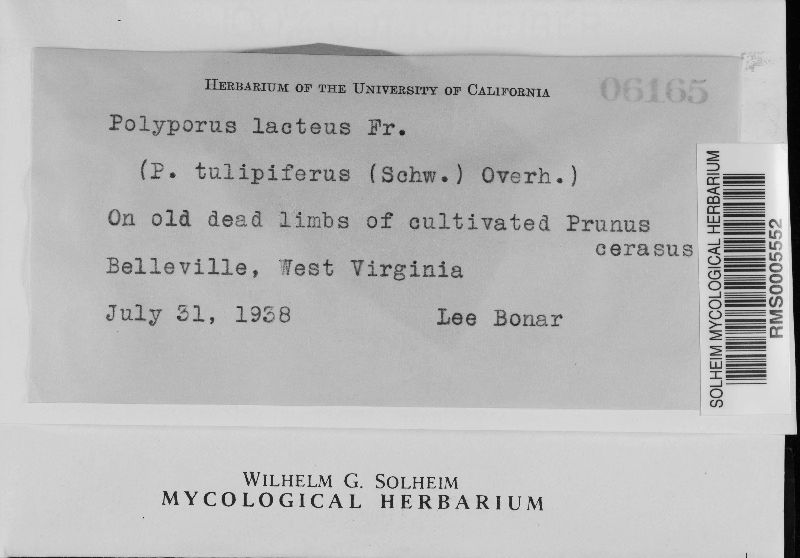 HERBARIUM OF THE UNIVERSITY OF CALIFORNIA
06165
Polyporus lacteus Fr.
(P. tulipiferus (Schw.) Overh.)
On old dead limbs of cultivated Prunus
cerasus
Belleville, West Virginia
July 31, 1938 Lee Bonar
SOLHEIM MYCOLOGICAL HERBARIUM
RMS0005552
WILHELM G. SOLHEIM
MYCOLOGICAL HERBARIUM